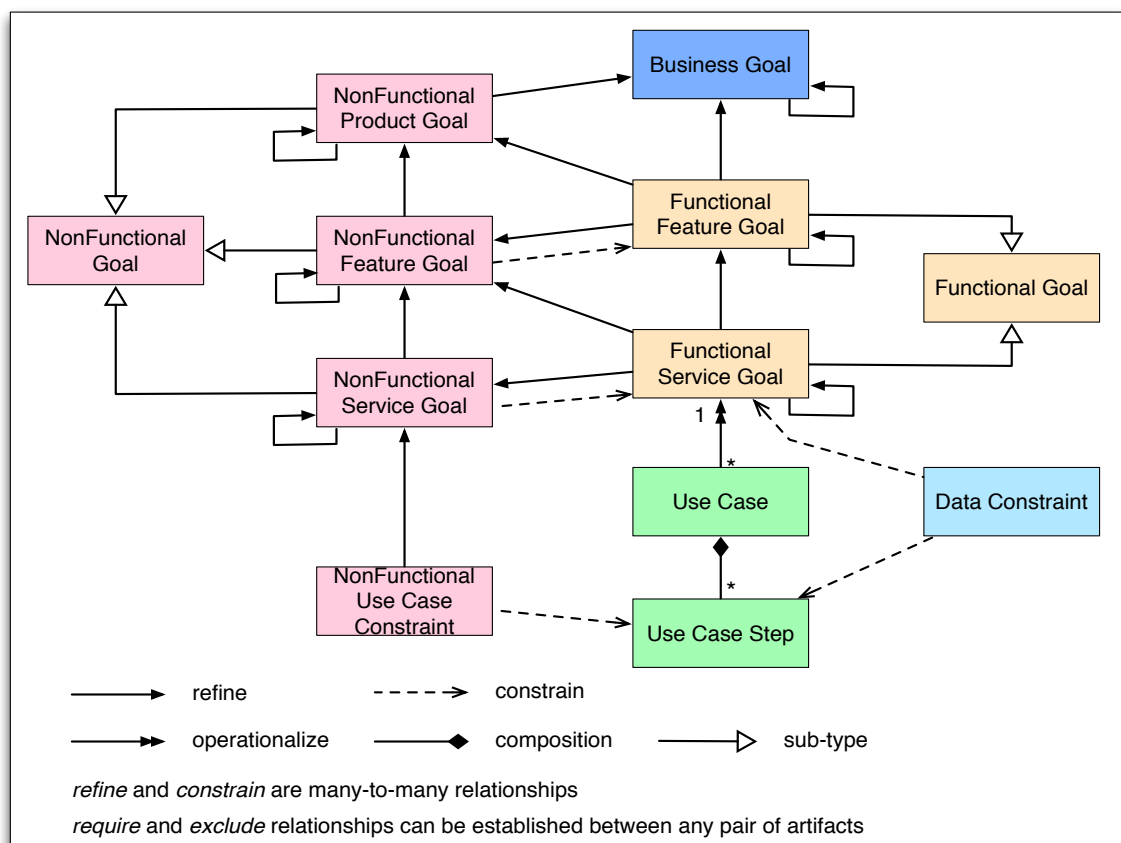 Business Goal
NonFunctional
Product Goal
Functional
Feature Goal
NonFunctional
Goal
NonFunctional
Feature Goal
Functional Goal
Functional
Service Goal
NonFunctional
Service Goal
1
*
Use Case
Data Constraint
NonFunctional
Use Case
Constraint
*
Use Case Step
refine
constrain
operationalize
composition
sub-type
refine and constrain are many-to-many relationships
require and exclude relationships can be established between any pair of artifacts